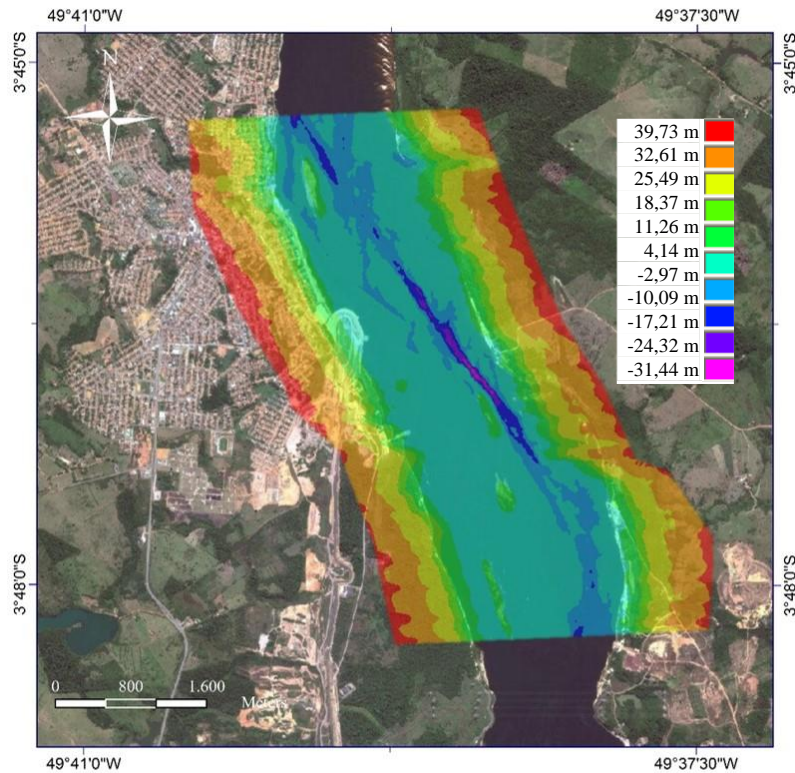 49°41'0"W
49°37'30"W
3°45'0"S
3°45'0"S
N
39,73 m
32,61 m
25,49 m
18,37 m
11,26 m
4,14 m
-2,97 m
-10,09 m
-17,21 m
-24,32 m
-31,44 m
3°48'0"S
3°48'0"S
0 800 1.600
Meters
49°41'0"W
49°37'30"W